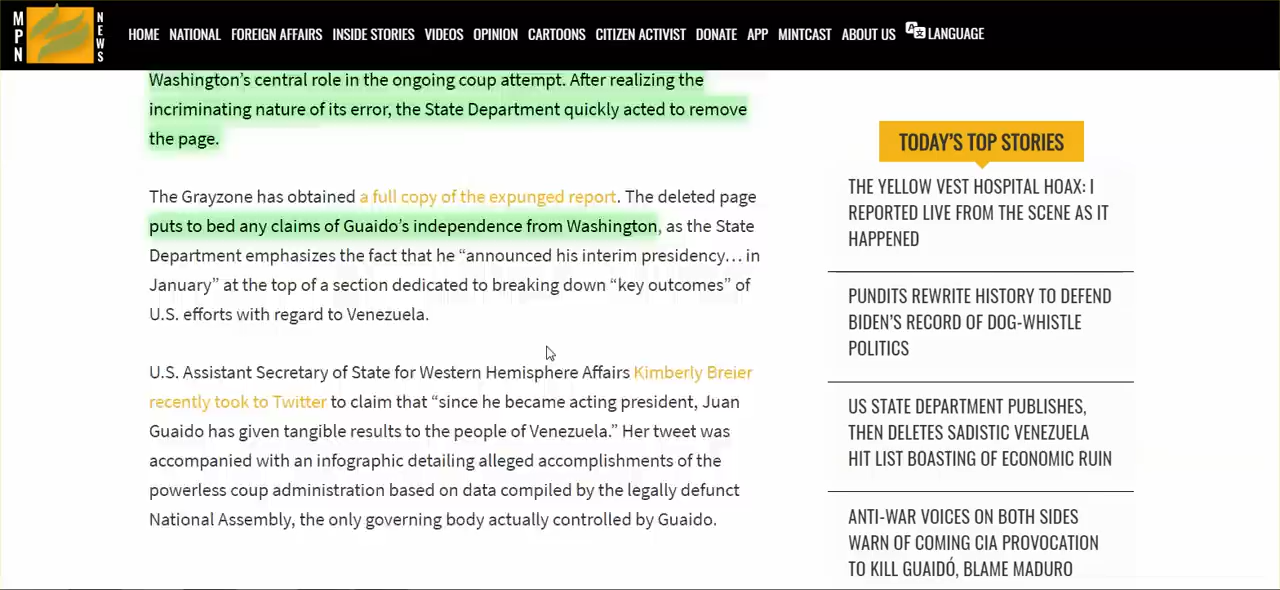 MPN NEWS
HOME NATIONAL FOREIGN AFFAIRS INSIDE STORIES VIDEOS OPINION CARTOONS CITIZEN ACTIVIST DONATE APP MINTCAST ABOUT US LANGUAGE
Washington’s central role in the ongoing coup attempt. After realizing the
incriminating nature of its error, the State Department quickly acted to remove
the page.
The Grayzone has obtained a full copy of the expunged report. The deleted page
puts to bed any claims of Guaido’s independence from Washington, as the State
Department emphasizes the fact that he “announced his interim presidency… in
January” at the top of a section dedicated to breaking down “key outcomes” of
U.S. efforts with regard to Venezuela.
U.S. Assistant Secretary of State for Western Hemisphere Affairs Kimberly Breier
recently took to Twitter to claim that “since he became acting president, Juan
Guaido has given tangible results to the people of Venezuela.” Her tweet was
accompanied with an infographic detailing alleged accomplishments of the
powerless coup administration based on data compiled by the legally defunct
National Assembly, the only governing body actually controlled by Guaido.
TODAY’S TOP STORIES
THE YELLOW VEST HOSPITAL HOAX: I
REPORTED LIVE FROM THE SCENE AS IT
HAPPENED
PUNDITS REWRITE HISTORY TO DEFEND
BIDEN’S RECORD OF DOG-WHISTLE
POLITICS
US STATE DEPARTMENT PUBLISHES,
THEN DELETES SADISTIC VENEZUELA
HIT LIST BOASTING OF ECONOMIC RUIN
ANTI-WAR VOICES ON BOTH SIDES
WARN OF COMING CIA PROVOCATION
TO KILL GUAIDÓ, BLAME MADURO